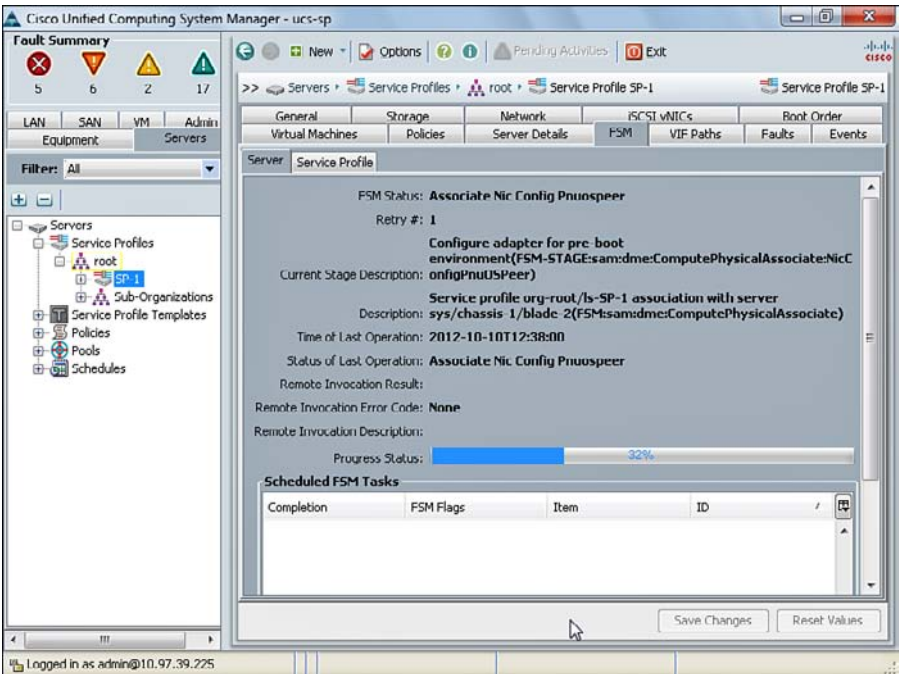 Cisco Unified Computing System Manager - ucs-sp
Fault Summary
5 6 2 17
New Options Pending Activities Exit
CISCO
>> Servers Service Profiles root Service Profile SP-1
Service Profile SP-1
LAN SAN VM Admin
Equipment Servers
Filter: All
Servers
Service Profiles
root
SP-1
Sub-Organizations
Service Profile Templates
Policies
Pools
Schedules
General Storage Network iSCSI vNICs Boot Order
Virtual Machines Policies Server Details FSM VIF Paths Faults Events
Server Service Profile
FSM Status: Associate Nic Config Pnuospeer
Retry #: 1
Configure adapter for pre-boot
environment(FSM-STAGE:sam:dme:ComputePhysicalAssociate:NicC
Current Stage Description: onfigPnuOSPeer)
Service profile org-root/ls-SP-1 association with server
Description: sys/chassis-1/blade-2(FSM:sam:dme:ComputePhysicalAssociate)
Time of Last Operation: 2012-10-10T12:38:00
Status of Last Operation: Associate Nic Config Pnuospeer
Remote Invocation Result:
Remote Invocation Error Code: None
Remote Invocation Description:
Progress Status: 32%
Scheduled FSM Tasks
Completion FSM Flags Item ID
Save Changes Reset Values
Logged in as admin@10.97.39.225